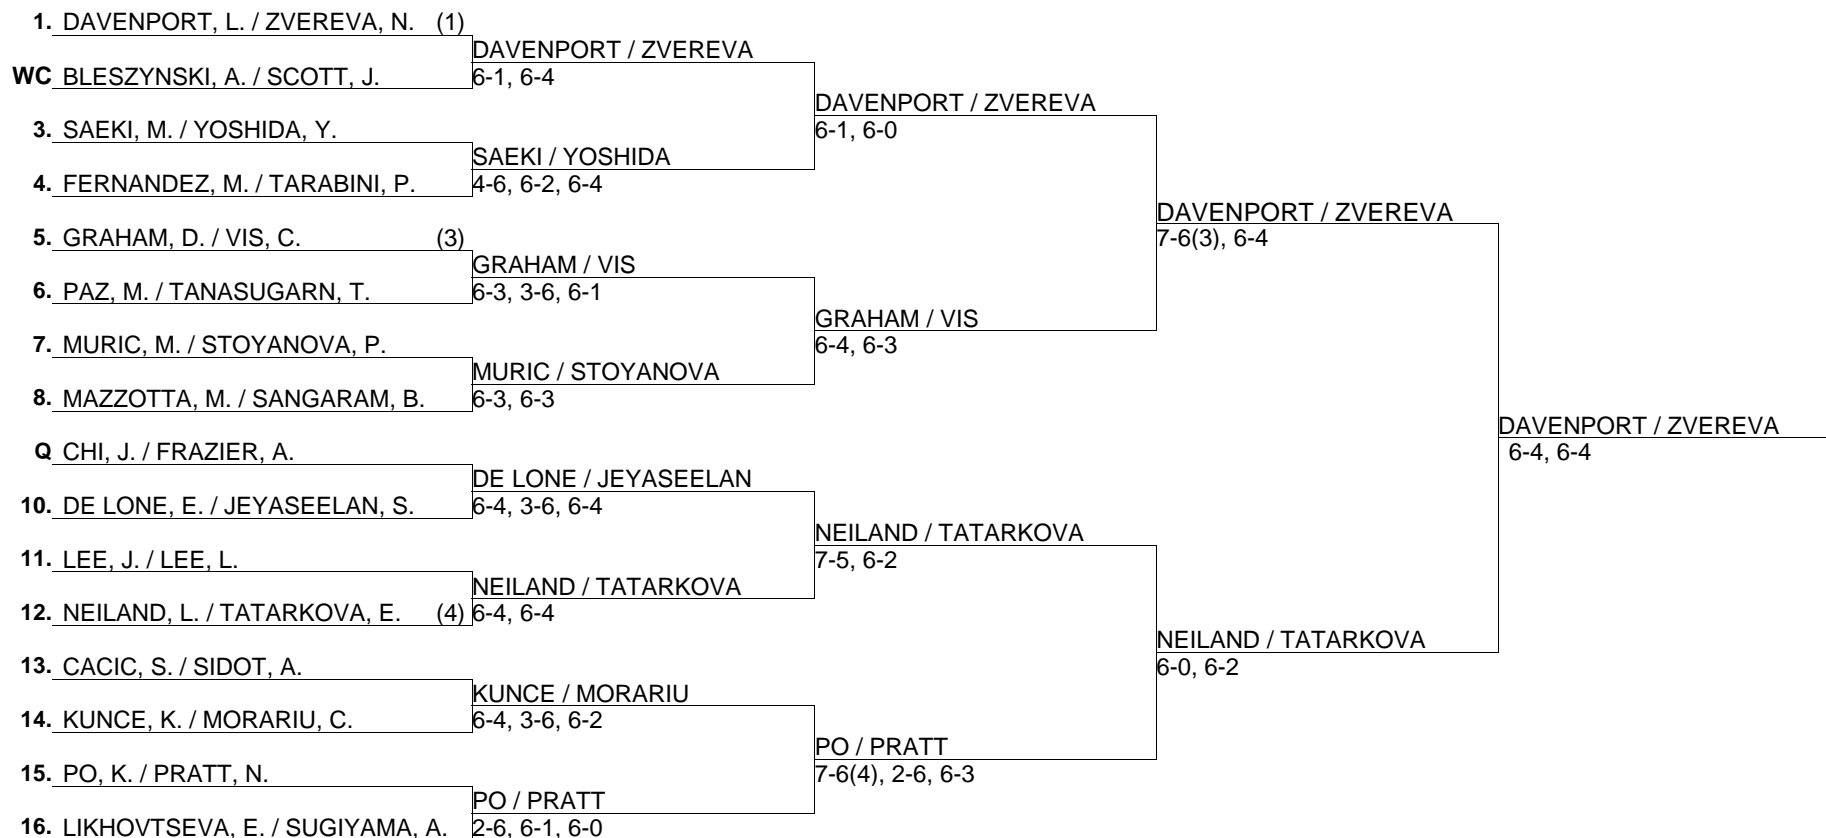 1. DAVENPORT, L. / ZVEREVA, N. (1)
DAVENPORT / ZVEREVA
WC BLESZYNSKI, A. / SCOTT, J.
6-1, 6-4
DAVENPORT / ZVEREVA
6-1, 6-0
3. SAEKI, M. / YOSHIDA, Y.
SAEKI / YOSHIDA
4. FERNANDEZ, M. / TARABINI, P.
4-6, 6-2, 6-4
DAVENPORT / ZVEREVA
7-6(3), 6-4
5. GRAHAM, D. / VIS, C. (3)
GRAHAM / VIS
6. PAZ, M. / TANASUGARN, T.
6-3, 3-6, 6-1
GRAHAM / VIS
6-4, 6-3
7. MURIC, M. / STOYANOVA, P.
MURIC / STOYANOVA
8. MAZZOTTA, M. / SANGARAM, B.
6-3, 6-3
DAVENPORT / ZVEREVA
6-4, 6-4
Q CHI, J. / FRAZIER, A.
DE LONE / JEYASEELAN
10. DE LONE, E. / JEYASEELAN, S.
6-4, 3-6, 6-4
NEILAND / TATARKOVA
7-5, 6-2
11. LEE, J. / LEE, L.
NEILAND / TATARKOVA
12. NEILAND, L. / TATARKOVA, E. (4)
6-4, 6-4
NEILAND / TATARKOVA
6-0, 6-2
13. CACIC, S. / SIDOT, A.
KUNCE / MORARIU
14. KUNCE, K. / MORARIU, C.
6-4, 3-6, 6-2
PO / PRATT
7-6(4), 2-6, 6-3
15. PO, K. / PRATT, N.
PO / PRATT
16. LIKHOVTSEVA, E. / SUGIYAMA, A.
2-6, 6-1, 6-0